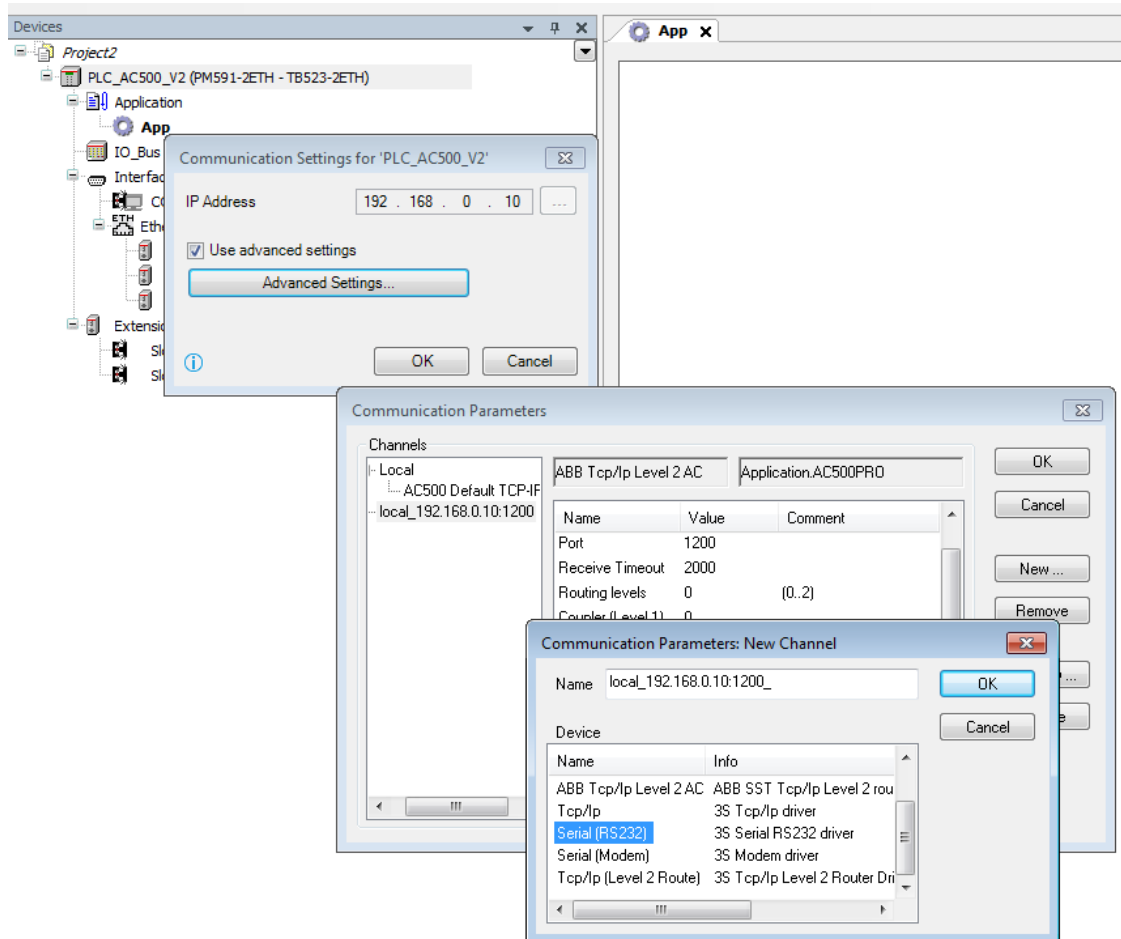 Devices
Project2
PLC_AC500_V2 (PM591-2ETH - TB523-2ETH)
Application
App
IO_Bus
App
Communication Settings for 'PLC_AC500_V2'
IP Address 192 . 168 . 0 . 10 ...
Use advanced settings
Advanced Settings...
OK Cancel
Communication Parameters
Channels
Local
AC500 Default TCP-IF
local_192.168.0.10:1200
ABB Tcp/Ip Level 2 AC Application.AC500PRO
Name Value Comment
Port 1200
Receive Timeout 2000
Routing levels 0 (0..2)
Coupler (Level 1) 0
OK
Cancel
New ...
Remove
Communication Parameters: New Channel
Name local_192.168.0.10:1200_
OK
Cancel
Device
Name Info
ABB Tcp/Ip Level 2 AC ABB SST Tcp/Ip Level 2 rou
Tcp/Ip 3S Tcp/Ip driver
Serial (RS232) 3S Serial RS232 driver
Serial (Modem) 3S Modem driver
Tcp/Ip (Level 2 Route) 3S Tcp/Ip Level 2 Router Dri